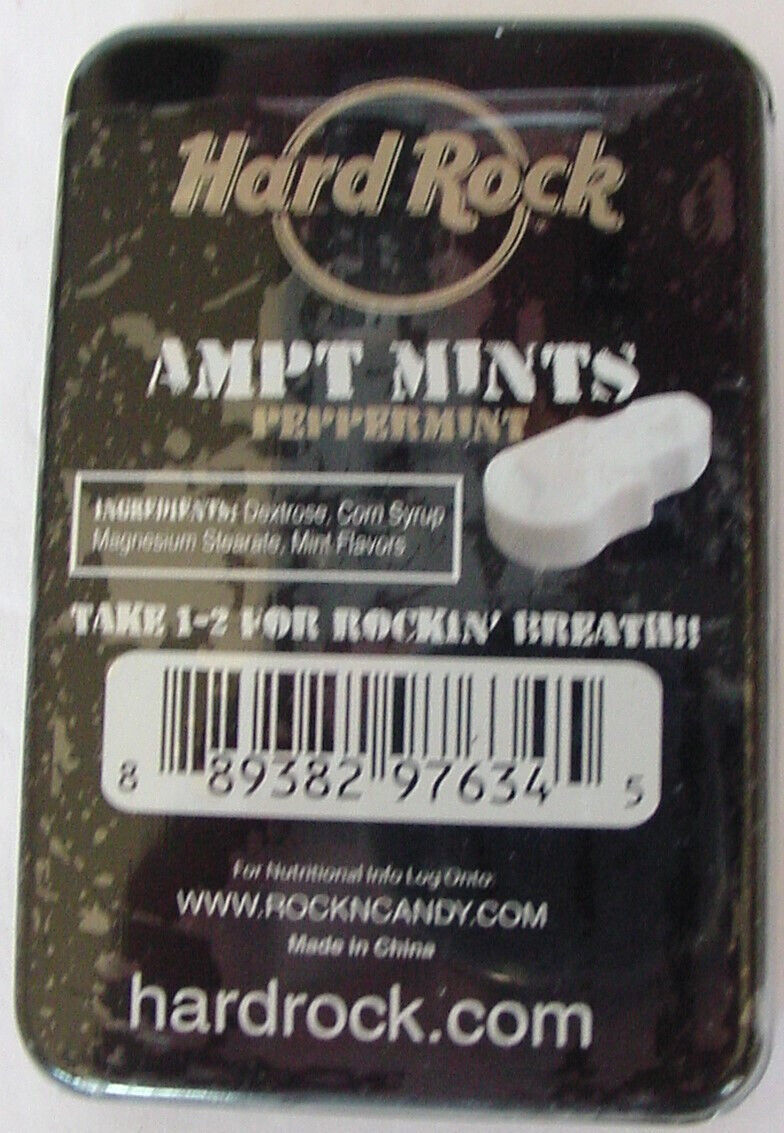 Hard Rock
AMPT MINTS
PEPPERMINT
INGREDIENTS: Dextrose, Corn Syrup
Magnesium Stearate, Mint Flavors
TAKE 1-2 FOR ROCKIN' BREATH!!
8 89382 97634 5
For Nutritional Info Log Onto:
WWW.ROCKNCANDY.COM
Made in China
hardrock.com